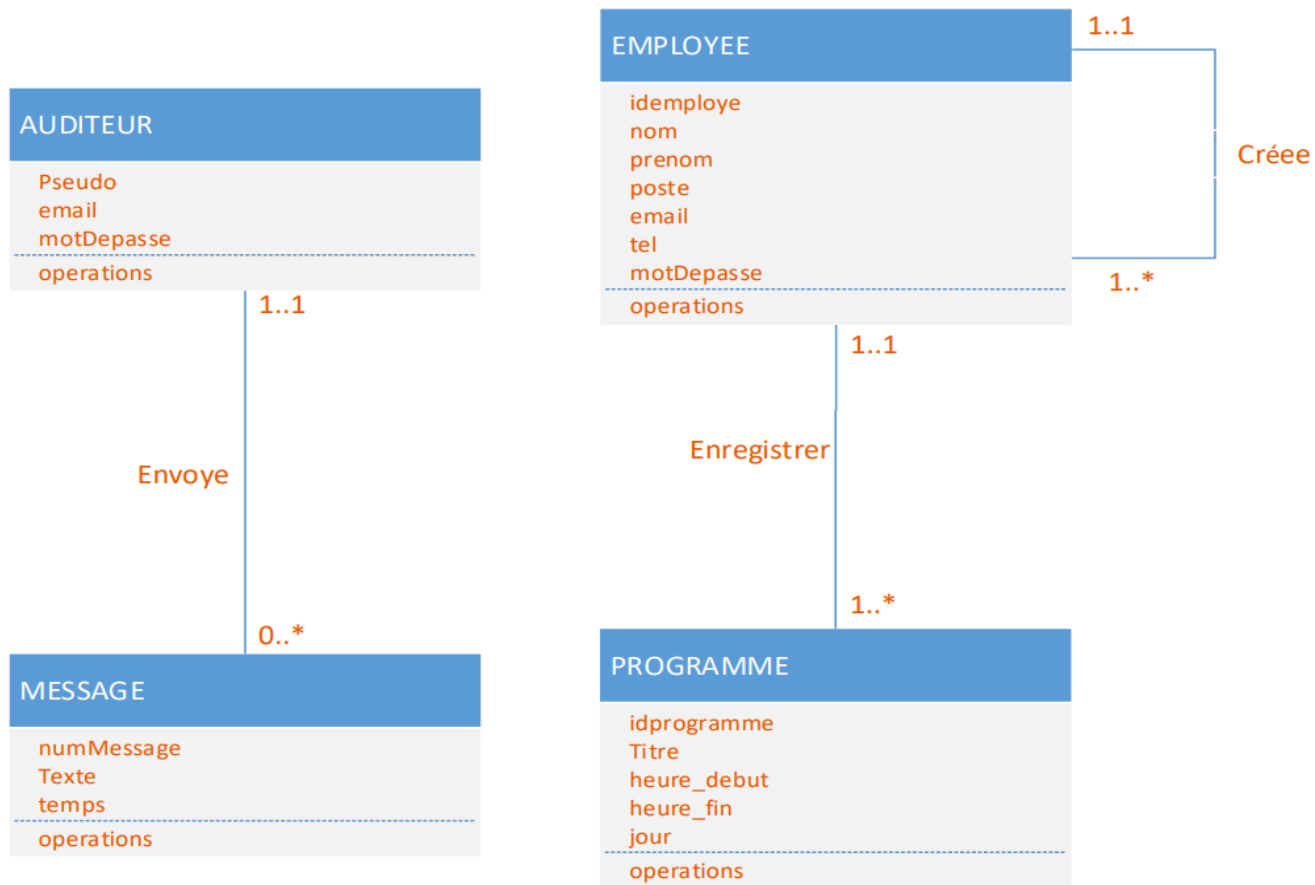 AUDITEUR
Pseudo
email
motDepasse
operations
1..1
Envoye
0..*
MESSAGE
numMessage
Texte
temps
operations
EMPLOYEE
idemploye
nom
prenom
poste
email
tel
motDepasse
operations
1..1
Créee
1..*
1..1
Enregistrer
1..*
PROGRAMME
idprogramme
Titre
heure_debut
heure_fin
jour
operations